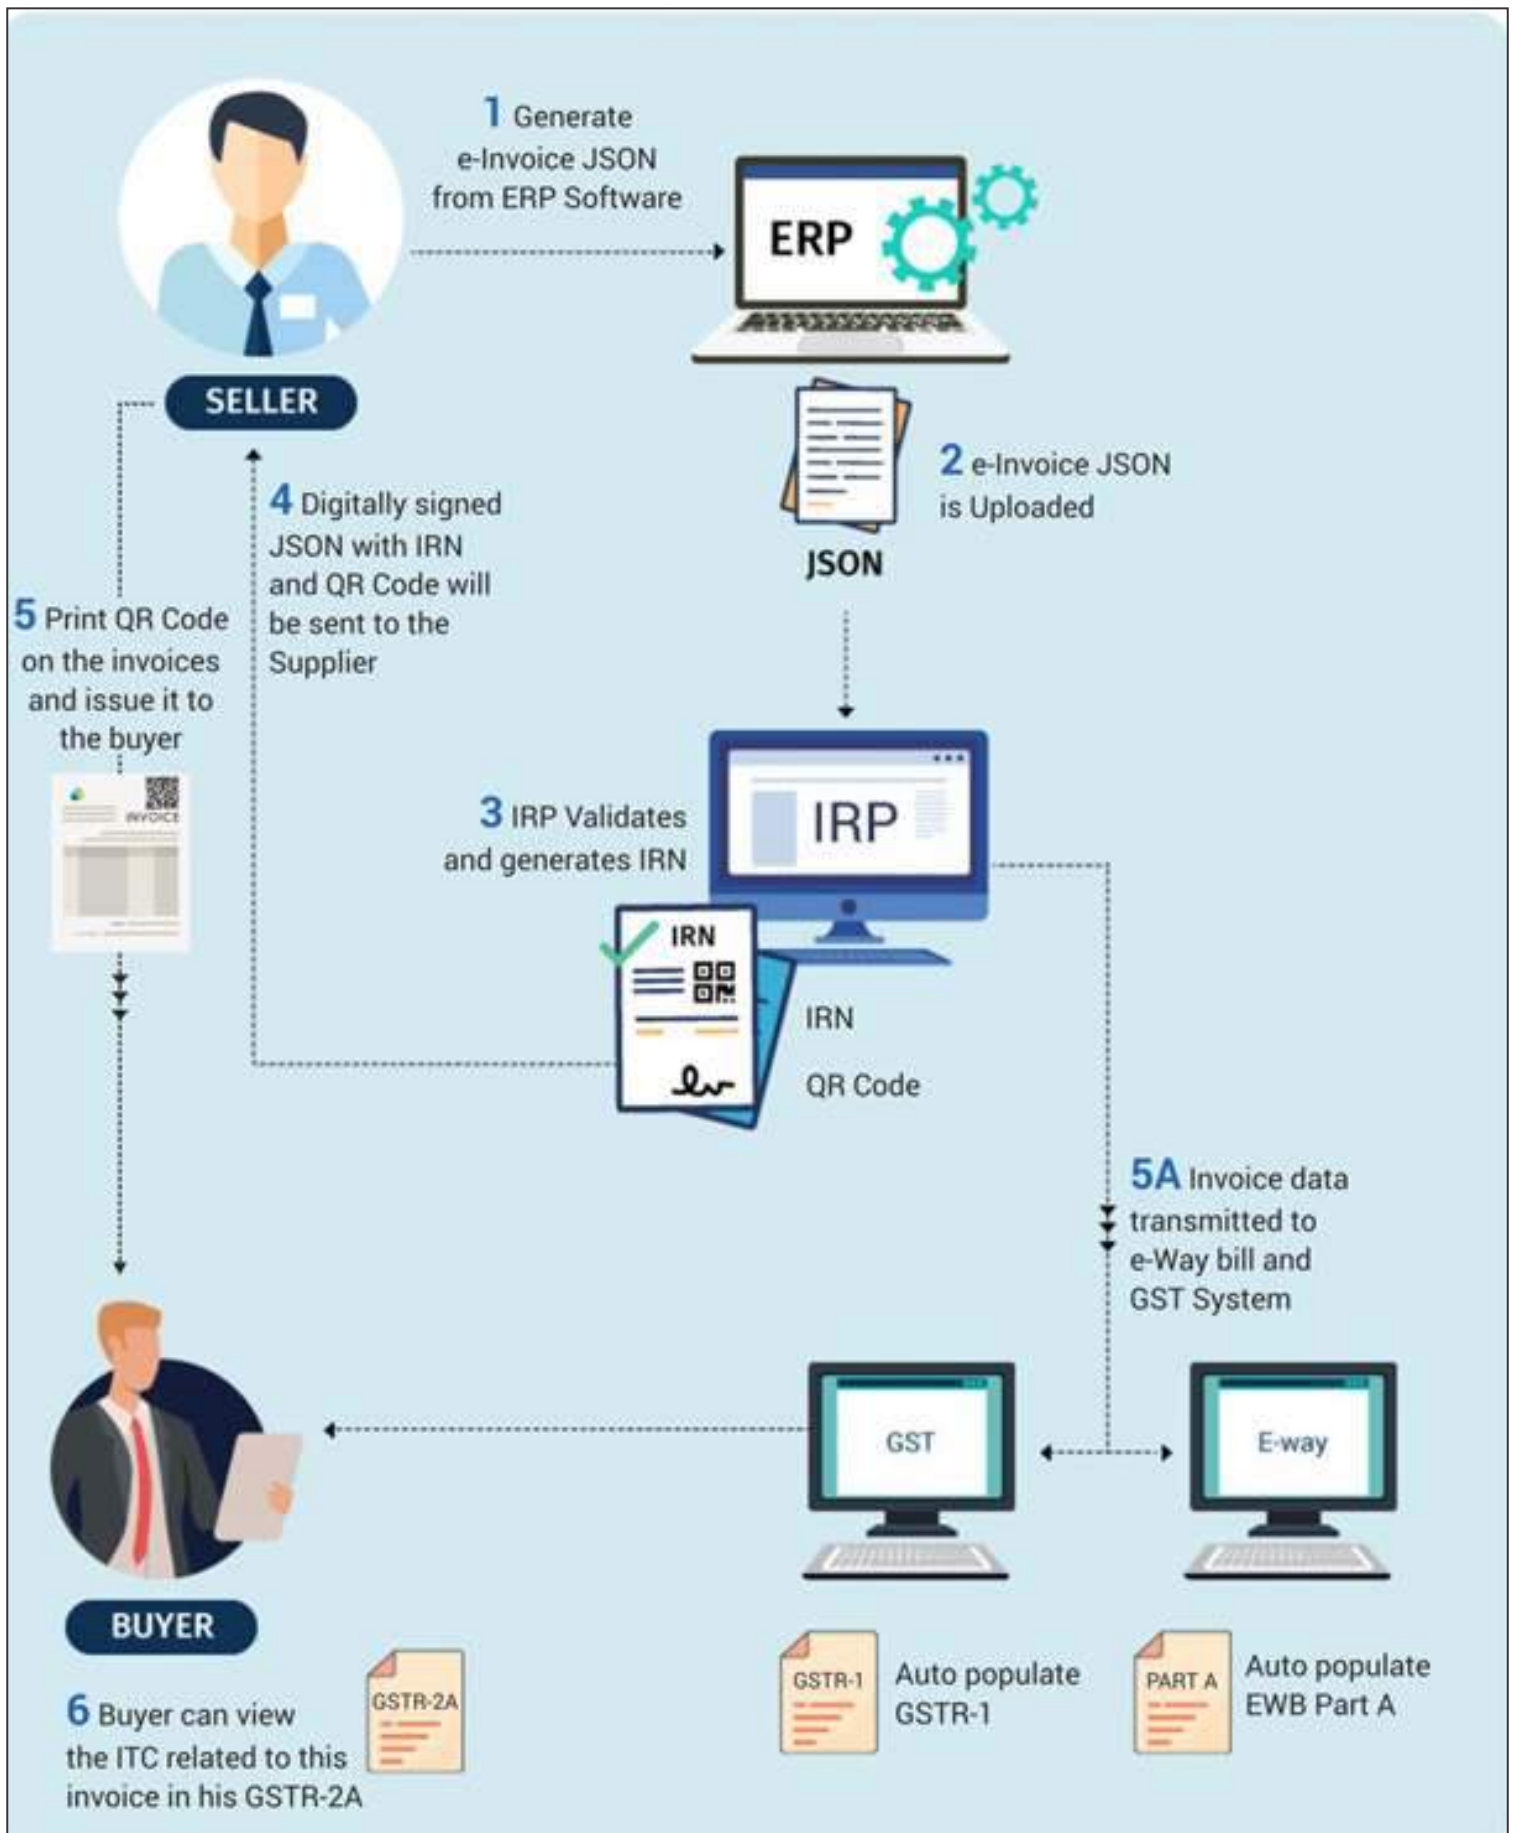 1 Generate
e-Invoice JSON
from ERP Software
ERP
SELLER
2 e-Invoice JSON
is Uploaded
JSON
4 Digitally signed
JSON with IRN
and QR Code will
be sent to the
Supplier
5 Print QR Code
on the invoices
and issue it to
the buyer
INVOICE
3 IRP Validates
and generates IRN
IRP
IRN
IRN
QR Code
5A Invoice data
transmitted to
e-Way bill and
GST System
GST
E-way
BUYER
6 Buyer can view
the ITC related to this
invoice in his GSTR-2A
GSTR-2A
GSTR-1
Auto populate
GSTR-1
PART A
Auto populate
EWB Part A